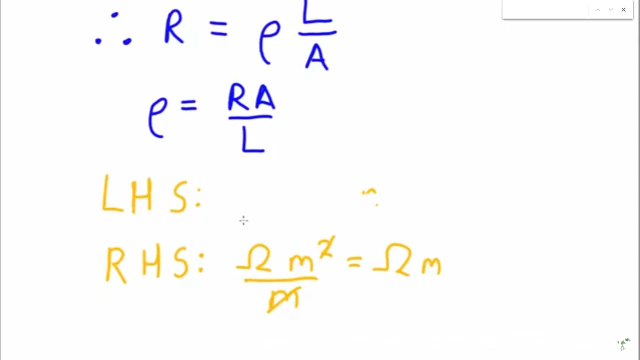 ∴ R = ρ L/A
ρ = RA/L
LHS:
RHS: Ω m²/m = Ω m